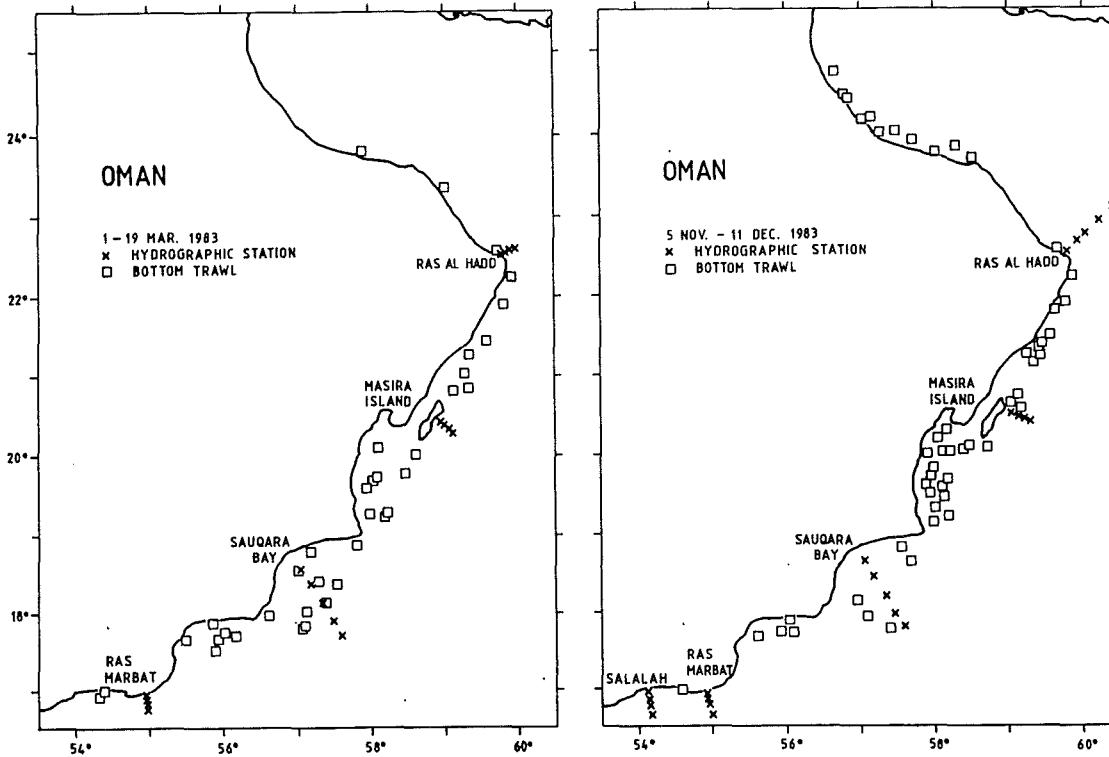 24°
OMAN
1-19 MAR. 1983
× HYDROGRAPHIC STATION
□ BOTTOM TRAWL
RAS AL HADD
22°
MASIRA
ISLAND
20°
SAUQARA
BAY
18°
RAS
MARBAT
54° 56° 58° 60°
OMAN
5 NOV. - 11 DEC. 1983
× HYDROGRAPHIC STATION
□ BOTTOM TRAWL
RAS AL HADD
MASIRA
ISLAND
SAUQARA
BAY
RAS
MARBAT
SALALAH
54° 56° 58° 60°